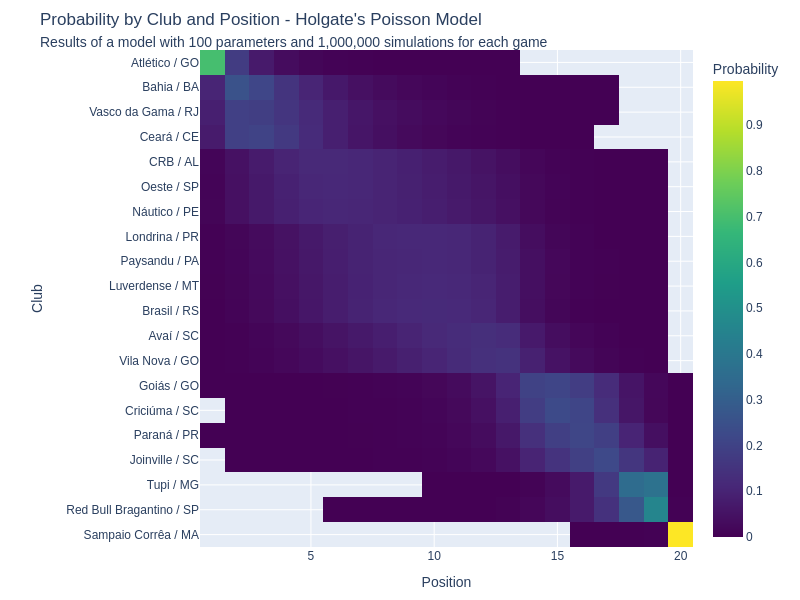 Probability by Club and Position - Holgate's Poisson Model
Results of a model with 100 parameters and 1,000,000 simulations for each game
Probability
Club
Atlético / GO
Bahia / BA
Vasco da Gama / RJ
Ceará / CE
CRB / AL
Oeste / SP
Náutico / PE
Londrina / PR
Paysandu / PA
Luverdense / MT
Brasil / RS
Avaí / SC
Vila Nova / GO
Goiás / GO
Criciúma / SC
Paraná / PR
Joinville / SC
Tupi / MG
Red Bull Bragantino / SP
Sampaio Corrêa / MA
0.9
0.8
0.7
0.6
0.5
0.4
0.3
0.2
0.1
0
5 10 15 20
Position